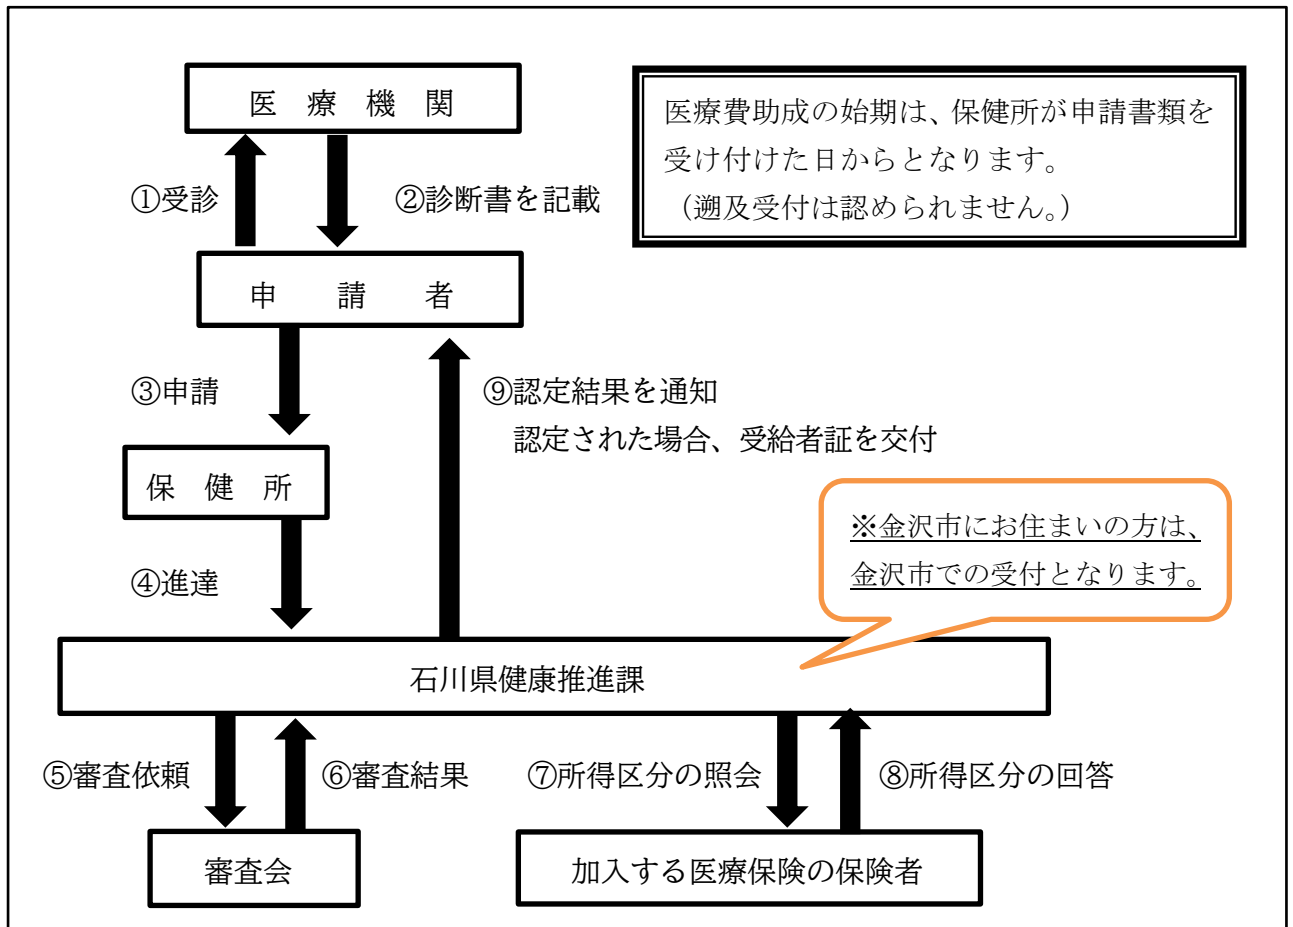 医療機関
医療費助成の始期は、保健所が申請書類を
受け付けた日からとなります。
（遡及受付は認められません。）
①受診
②診断書を記載
申請者
③申請
⑨認定結果を通知
認定された場合、受給者証を交付
保健所
※金沢市にお住まいの方は、
金沢市での受付となります。
④進達
石川県健康推進課
⑤審査依頼
⑥審査結果
⑦所得区分の照会
⑧所得区分の回答
審査会
加入する医療保険の保険者